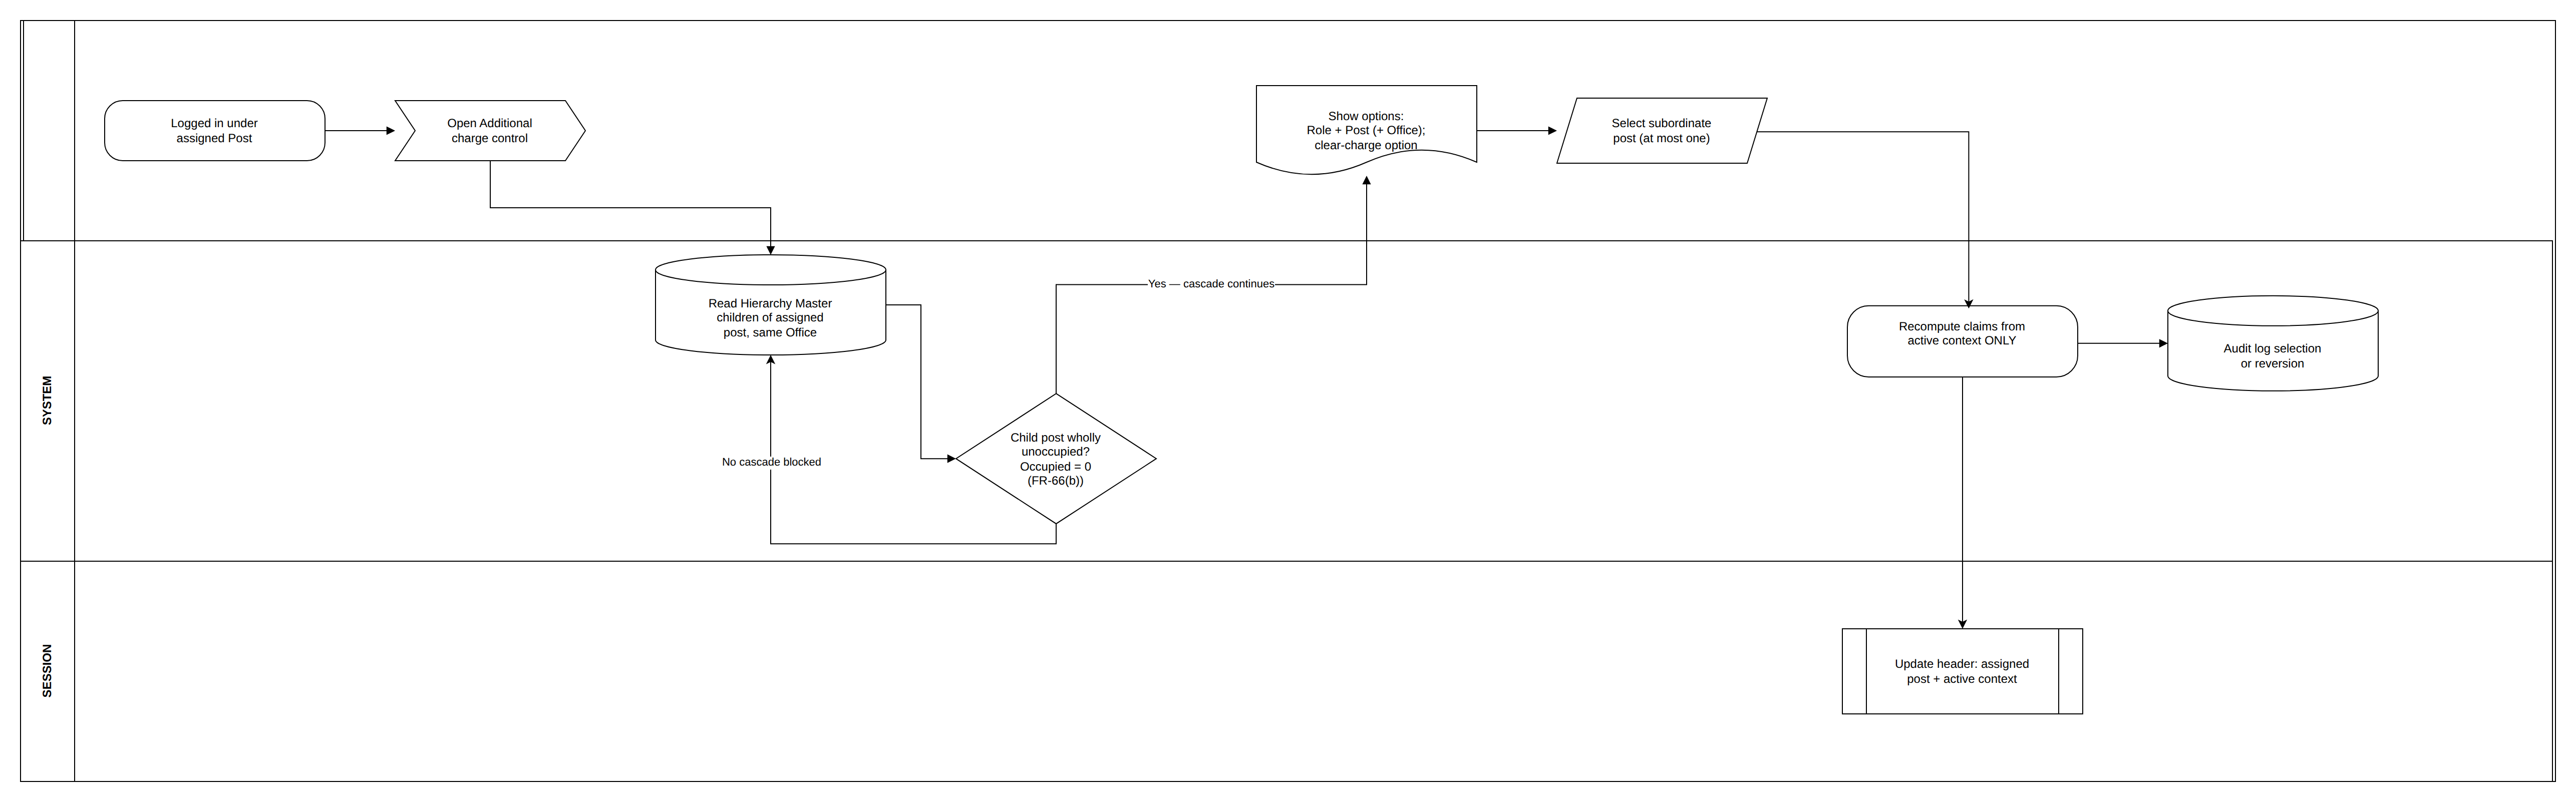 Logged in under
assigned Post
Open Additional
charge control
Show options:
Role + Post (+ Office);
clear-charge option
Select subordinate
post (at most one)
SYSTEM
Read Hierarchy Master
children of assigned
post, same Office
Yes — cascade continues
No cascade blocked
Child post wholly
unoccupied?
Occupied = 0
(FR-66(b))
Recompute claims from
active context ONLY
Audit log selection
or reversion
SESSION
Update header: assigned
post + active context